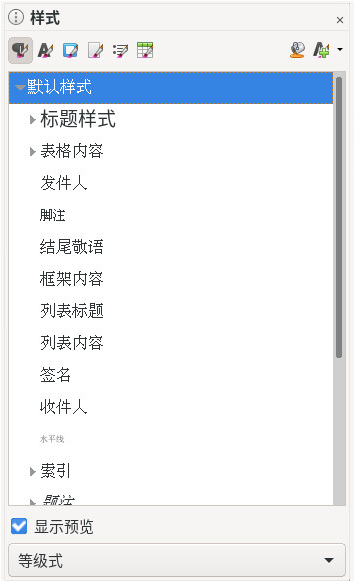 样式
默认样式
标题样式
表格内容
发件人
脚注
结尾敬语
框架内容
列表标题
列表内容
签名
收件人
水平线
索引
题注
显示预览
等级式